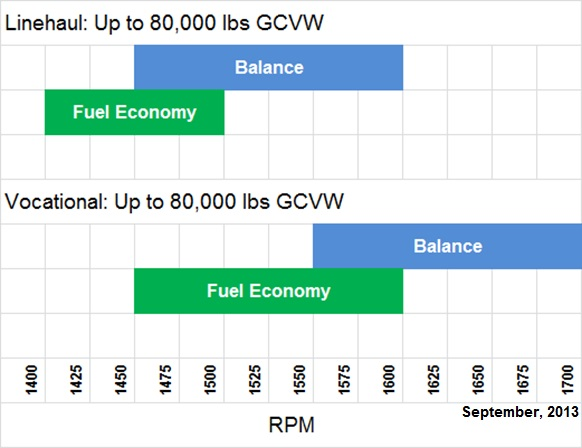 Linehaul: Up to 80,000 lbs GCVW
Balance
Fuel Economy
Vocational: Up to 80,000 lbs GCVW
Balance
Fuel Economy
1400 1425 1450 1475 1500 1525 1550 1575 1600 1625 1650 1675 1700
September, 2013
RPM